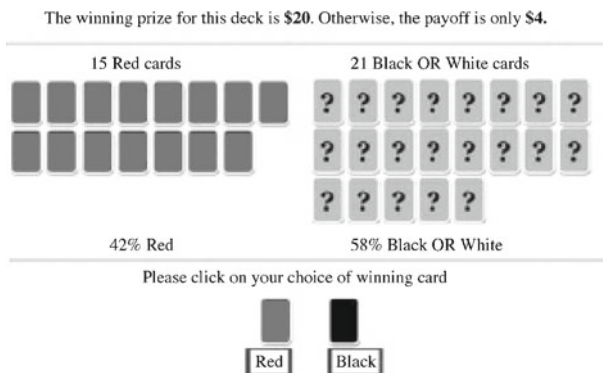 The winning prize for this deck is $20. Otherwise, the payoff is only $4.
15 Red cards
21 Black OR White cards
? ? ? ? ? ? ? ?
? ? ? ? ? ? ? ?
? ? ? ? ?
42% Red
58% Black OR White
Please click on your choice of winning card
Red
Black